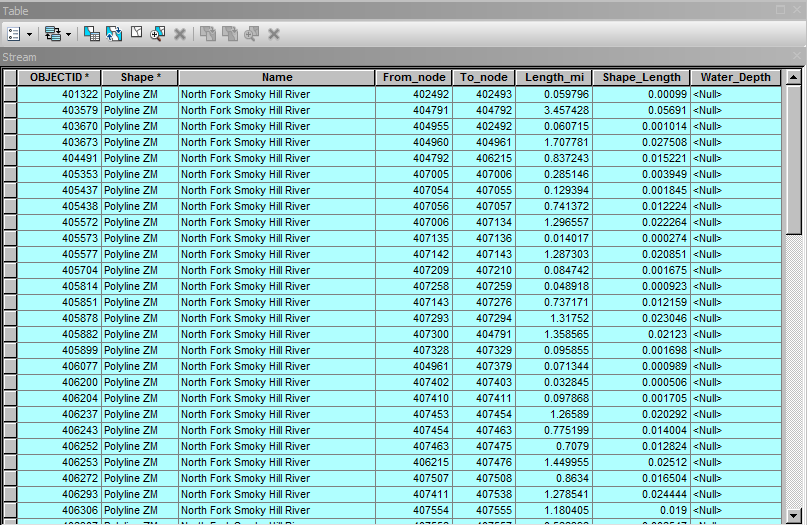 Table
Stream
OBJECTID * Shape * Name From_node To_node Length_mi Shape_Length Water_Depth
401322 Polyline ZM North Fork Smoky Hill River 402492 402493 0.059796 0.00099 <Null>
403579 Polyline ZM North Fork Smoky Hill River 404791 404792 3.457428 0.05691 <Null>
403670 Polyline ZM North Fork Smoky Hill River 404955 402492 0.060715 0.001014 <Null>
403673 Polyline ZM North Fork Smoky Hill River 404960 404961 1.707781 0.027508 <Null>
404491 Polyline ZM North Fork Smoky Hill River 404792 406215 0.837243 0.015221 <Null>
405353 Polyline ZM North Fork Smoky Hill River 407005 407006 0.285146 0.003949 <Null>
405437 Polyline ZM North Fork Smoky Hill River 407054 407055 0.129394 0.001845 <Null>
405438 Polyline ZM North Fork Smoky Hill River 407056 407057 0.741372 0.012224 <Null>
405572 Polyline ZM North Fork Smoky Hill River 407006 407134 1.296557 0.022264 <Null>
405573 Polyline ZM North Fork Smoky Hill River 407135 407136 0.014017 0.000274 <Null>
405577 Polyline ZM North Fork Smoky Hill River 407142 407143 1.287303 0.020851 <Null>
405704 Polyline ZM North Fork Smoky Hill River 407209 407210 0.084742 0.001675 <Null>
405814 Polyline ZM North Fork Smoky Hill River 407258 407259 0.048918 0.000923 <Null>
405851 Polyline ZM North Fork Smoky Hill River 407143 407276 0.737171 0.012159 <Null>
405878 Polyline ZM North Fork Smoky Hill River 407293 407294 1.31752 0.023046 <Null>
405882 Polyline ZM North Fork Smoky Hill River 407300 404791 1.358565 0.02123 <Null>
405899 Polyline ZM North Fork Smoky Hill River 407328 407100 0.095855 0.001698 <Null>
406077 Polyline ZM North Fork Smoky Hill River 404961 407379 0.071344 0.000989 <Null>
406200 Polyline ZM North Fork Smoky Hill River 407402 407403 0.032845 0.000506 <Null>
406204 Polyline ZM North Fork Smoky Hill River 407410 407411 0.097868 0.001705 <Null>
406237 Polyline ZM North Fork Smoky Hill River 407453 407454 1.26589 0.020292 <Null>
406243 Polyline ZM North Fork Smoky Hill River 407454 407463 0.775199 0.014004 <Null>
406252 Polyline ZM North Fork Smoky Hill River 407463 407475 0.7079 0.012824 <Null>
406253 Polyline ZM North Fork Smoky Hill River 406215 407476 1.449955 0.02512 <Null>
406272 Polyline ZM North Fork Smoky Hill River 407507 407508 0.8634 0.016504 <Null>
406293 Polyline ZM North Fork Smoky Hill River 407411 407538 1.278541 0.024444 <Null>
406306 Polyline ZM North Fork Smoky Hill River 407554 407555 1.180405 0.019 <Null>